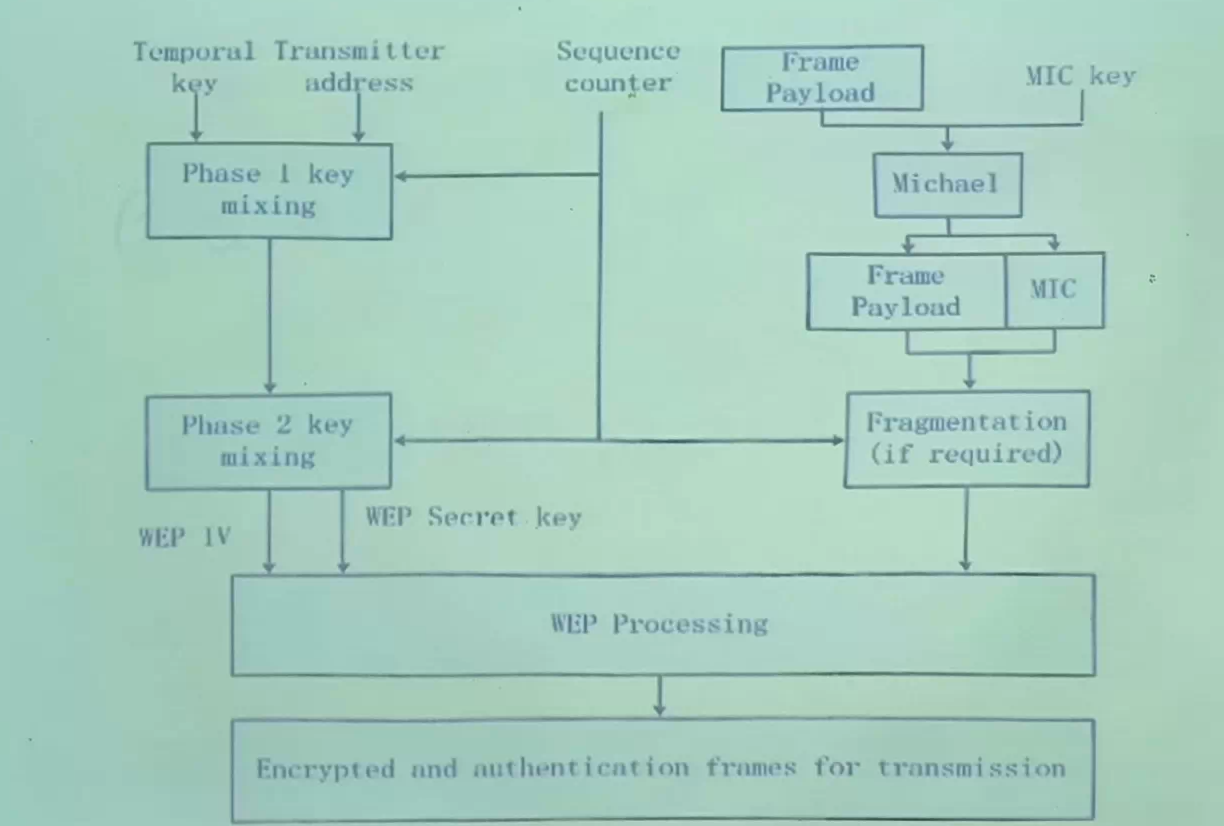 Temporal Transmitter
key address
Sequence
counter
Frame
Payload
MIC key
Phase 1 key
mixing
Michael
Frame
Payload
MIC
Phase 2 key
mixing
Fragmentation
(if required)
WEP IV
WEP Secret key
WEP Processing
Encrypted and authentication frames for transmission